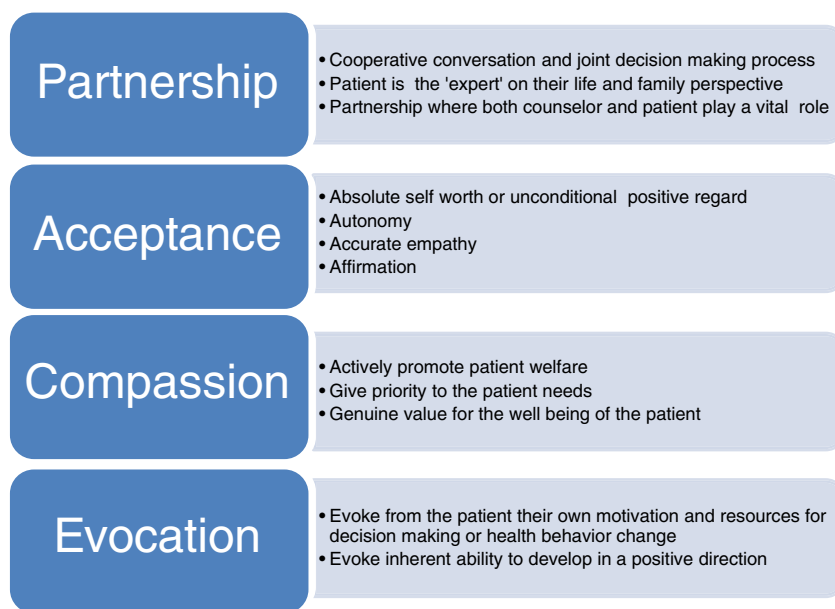 Partnership
• Cooperative conversation and joint decision making process
• Patient is the 'expert' on their life and family perspective
• Partnership where both counselor and patient play a vital role
Acceptance
• Absolute self worth or unconditional positive regard
• Autonomy
• Accurate empathy
• Affirmation
Compassion
• Actively promote patient welfare
• Give priority to the patient needs
• Genuine value for the well being of the patient
Evocation
• Evoke from the patient their own motivation and resources for
decision making or health behavior change
• Evoke inherent ability to develop in a positive direction